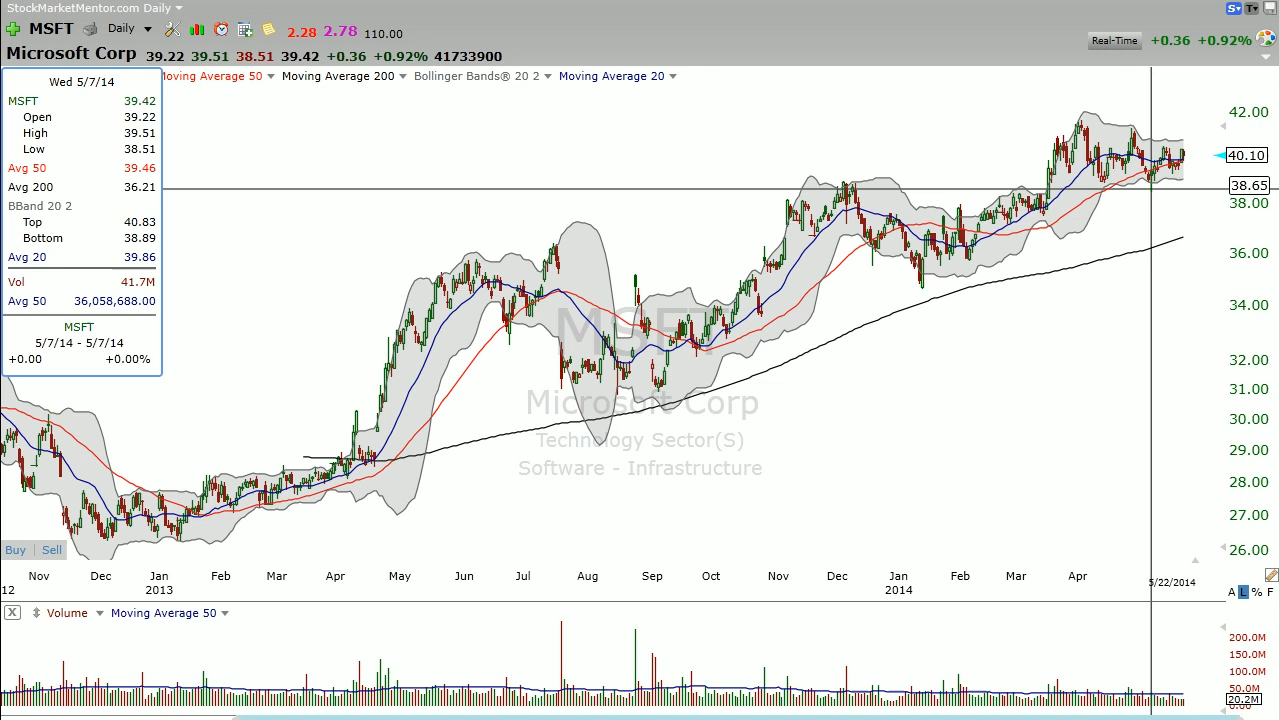 StockMarketMentor.com Daily
MSFT Daily 2.28 2.78 110.00
Microsoft Corp 39.22 39.51 38.51 39.42 +0.36 +0.92% 41733900
Real-Time +0.36 +0.92%
S T
Moving Average 50 Moving Average 200 Bollinger Bands® 20 2 Moving Average 20
Wed 5/7/14
MSFT 39.42
Open 39.22
High 39.51
Low 38.51
Avg 50 39.46
Avg 200 36.21
BBand 20 2
Top 40.83
Bottom 38.89
Avg 20 39.86
Vol 41.7M
Avg 50 36,058,688.00
MSFT
5/7/14 - 5/7/14
+0.00 +0.00%
MSFT
Microsoft Corp
Technology Sector(S)
Software - Infrastructure
42.00
40.10
38.65
38.00
36.00
34.00
32.00
31.00
30.00
29.00
28.00
27.00
26.00
Buy Sell
Nov Dec Jan Feb Mar Apr May Jun Jul Aug Sep Oct Nov Dec Jan Feb Mar Apr 5/22/2014
12 2013 2014
A L % F
X Volume Moving Average 50
200.0M
150.0M
100.0M
50.0M
20.2M